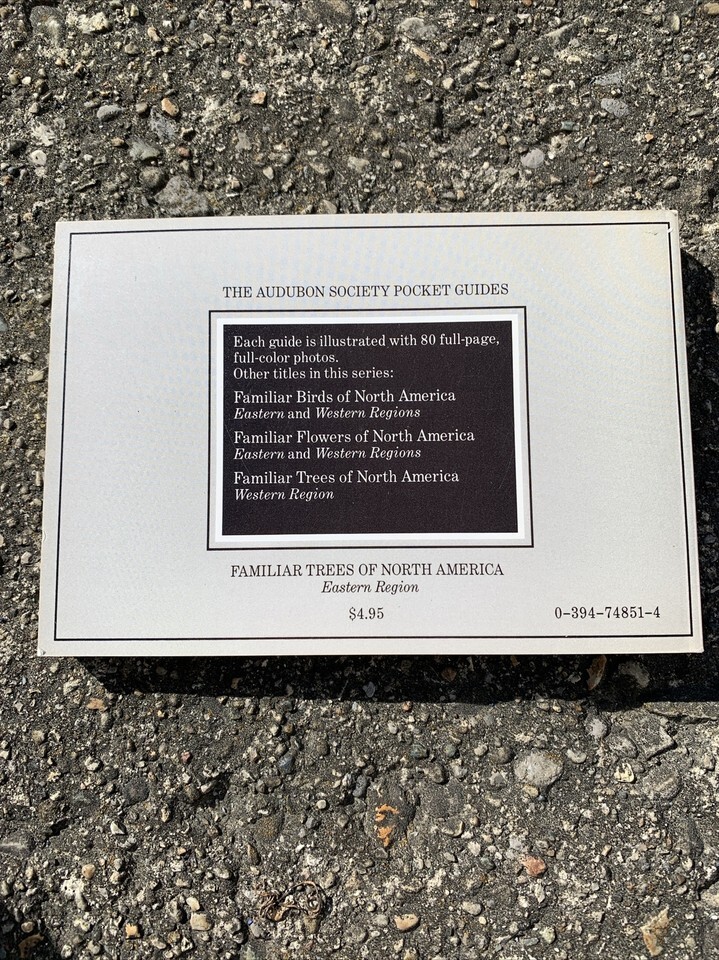 THE AUDUBON SOCIETY POCKET GUIDES
Each guide is illustrated with 80 full-page,
full-color photos.
Other titles in this series:
Familiar Birds of North America
Eastern and Western Regions
Familiar Flowers of North America
Eastern and Western Regions
Familiar Trees of North America
Western Region
FAMILIAR TREES OF NORTH AMERICA
Eastern Region
$4.95
0-394-74851-4